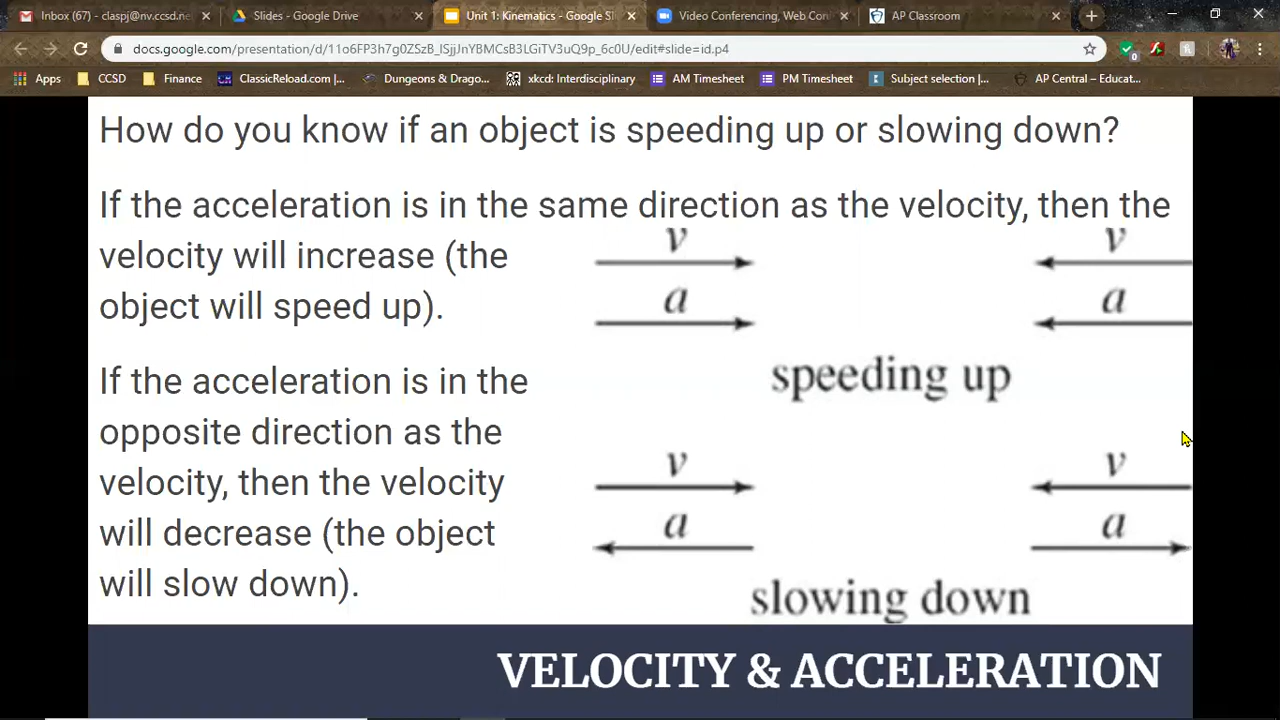 Inbox (67) - claspj@nv.ccsd.ne
Slides - Google Drive
Unit 1: Kinematics - Google Sl
Video Conferencing, Web Con
AP Classroom
docs.google.com/presentation/d/11o6FP3h7g0ZSzB_lSjjJnYBMCsB3LGiTV3uQ9p_6c0U/edit#slide=id.p4
Apps
CCSD
Finance
ClassicReload.com |...
Dungeons & Drago...
xkcd: Interdisciplinary
AM Timesheet
PM Timesheet
Subject selection |...
AP Central – Educat...
How do you know if an object is speeding up or slowing down?
If the acceleration is in the same direction as the velocity, then the
velocity will increase (the
object will speed up).
v
v
a
a
speeding up
If the acceleration is in the
opposite direction as the
velocity, then the velocity
will decrease (the object
will slow down).
v
v
a
a
slowing down
VELOCITY & ACCELERATION